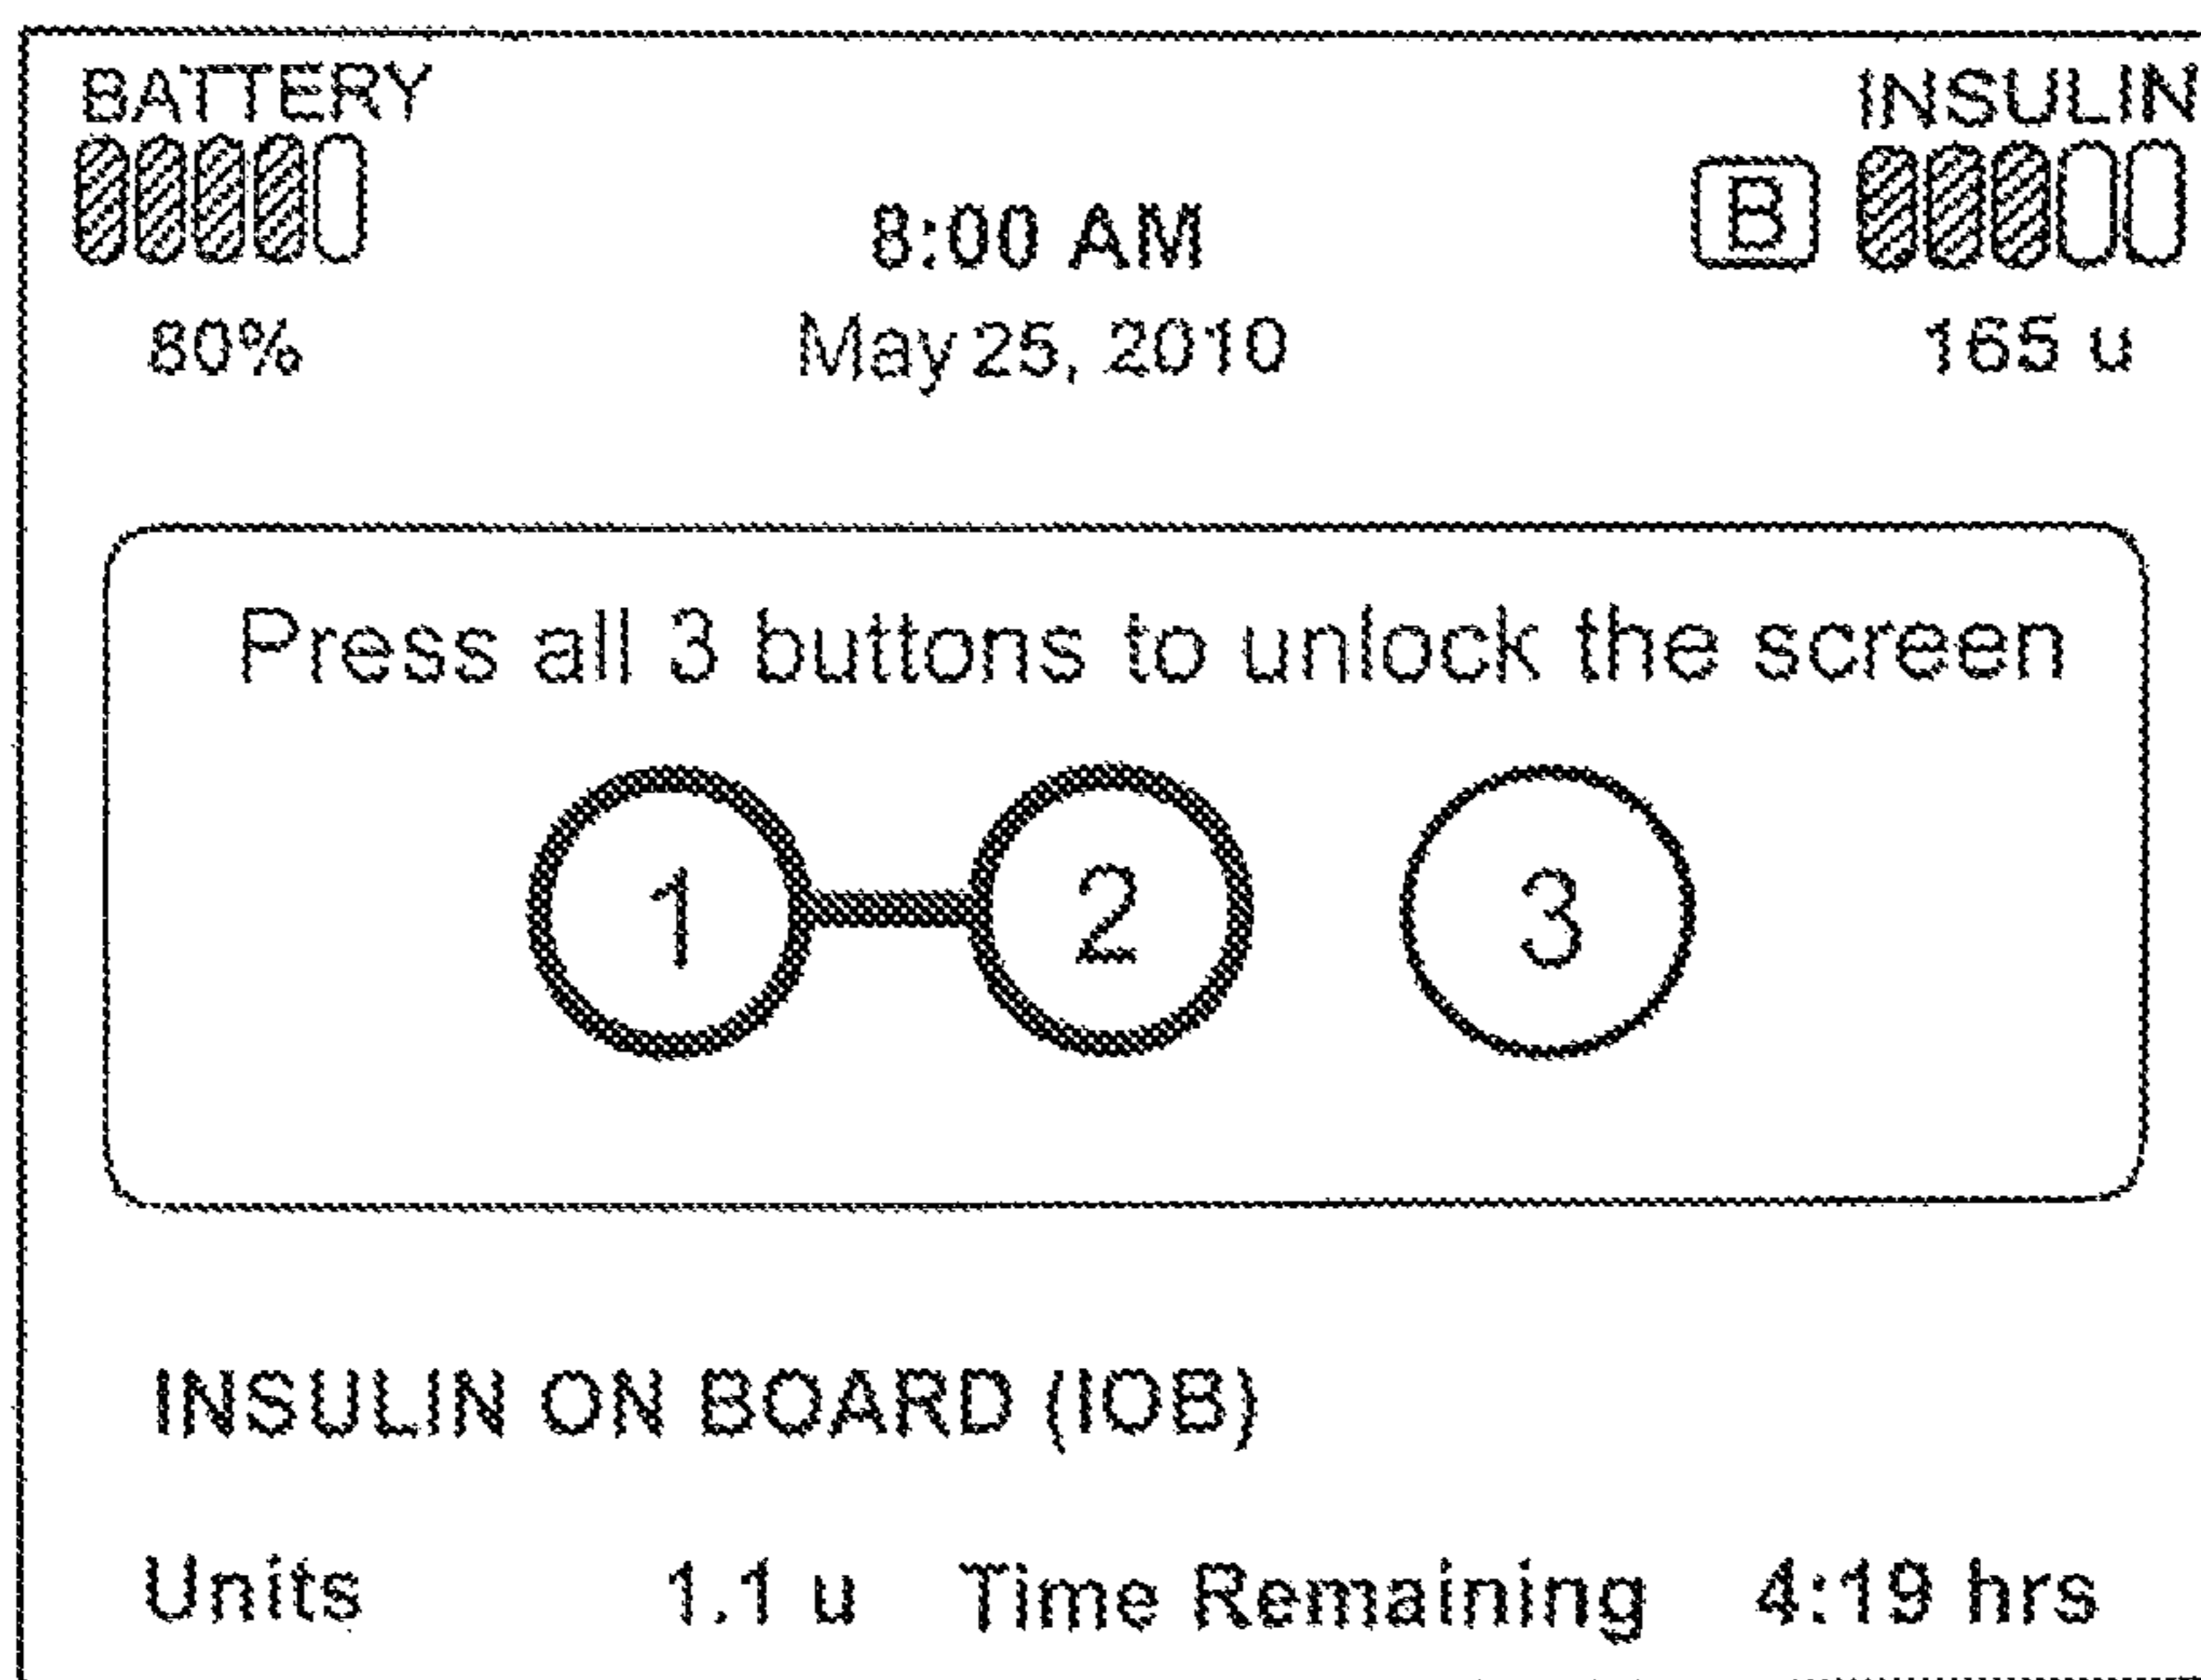 BATTERY
INSULIN
B
8:00 AM
80%
May 25, 2010
165 u
Press all 3 buttons to unlock the screen
1 2 3
INSULIN ON BOARD (IOB)
Units 1.1 u Time Remaining 4:19 hrs